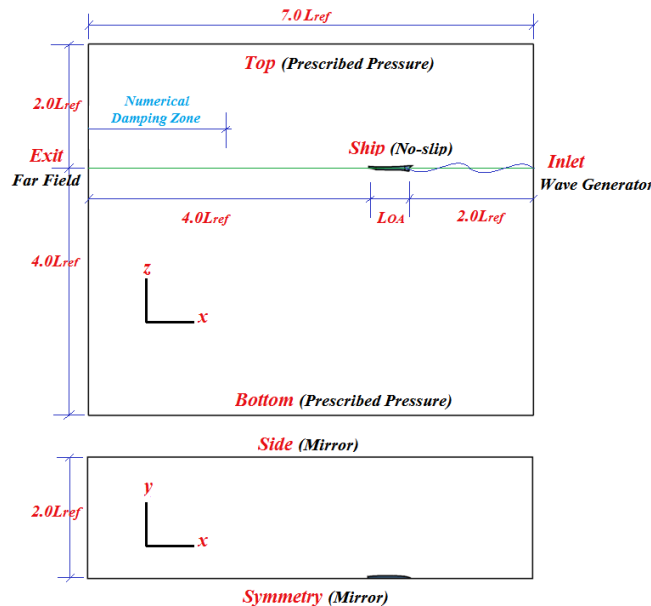 7.0 Lref
Top (Prescribed Pressure)
2.0Lref
Numerical
Damping Zone
Ship (No-slip)
Exit
Inlet
Far Field
Wave Generator
4.0Lref
LOA
2.0Lref
4.0Lref
z
x
Bottom (Prescribed Pressure)
Side (Mirror)
2.0Lref
y
x
Symmetry (Mirror)